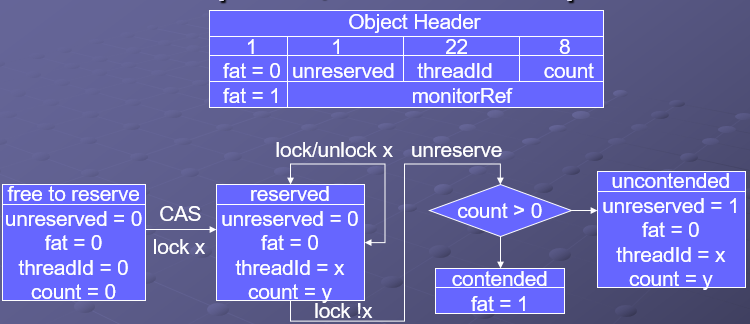 Object Header
1 1 22 8
fat = 0 unreserved threadId count
fat = 1 monitorRef
lock/unlock x unreserve
free to reserve
unreserved = 0
fat = 0
threadId = 0
count = 0
CAS
lock x
reserved
unreserved = 0
fat = 0
threadId = x
count = y
lock !x
count > 0
contended
fat = 1
uncontended
unreserved = 1
fat = 0
threadId = x
count = y